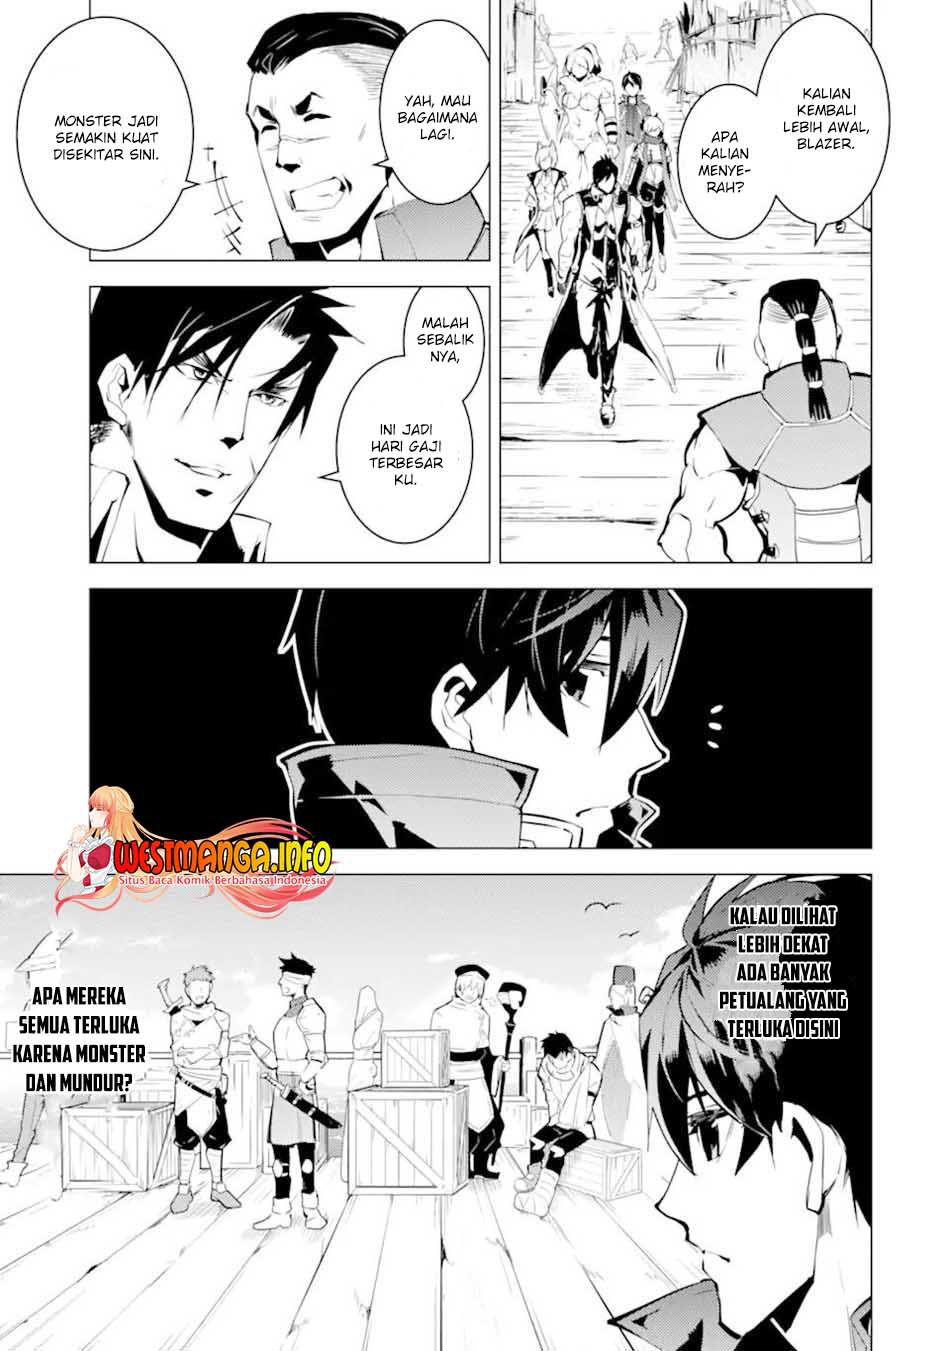 KALIAN
KEMBALI
LEBIH AWAL,
BLAZER.
APA
KALIAN
MENYE-
RAH?
YAH, MAU
BAGAIMANA
LAGI.
MONSTER JADI
SEMAKIN KUAT
DISEKITAR SINI.
MALAH
SEBALIK
NYA,
INI JADI
HARI GAJI
TERBESAR
KU.
WESTMANGA.INFO
Situs Baca Komik Berbahasa Indonesia
KALAU DILIHAT
LEBIH DEKAT
ADA BANYAK
PETUALANG YANG
TERLUKA DISINI
APA MEREKA
SEMUA TERLUKA
KARENA MONSTER
DAN MUNDUR?